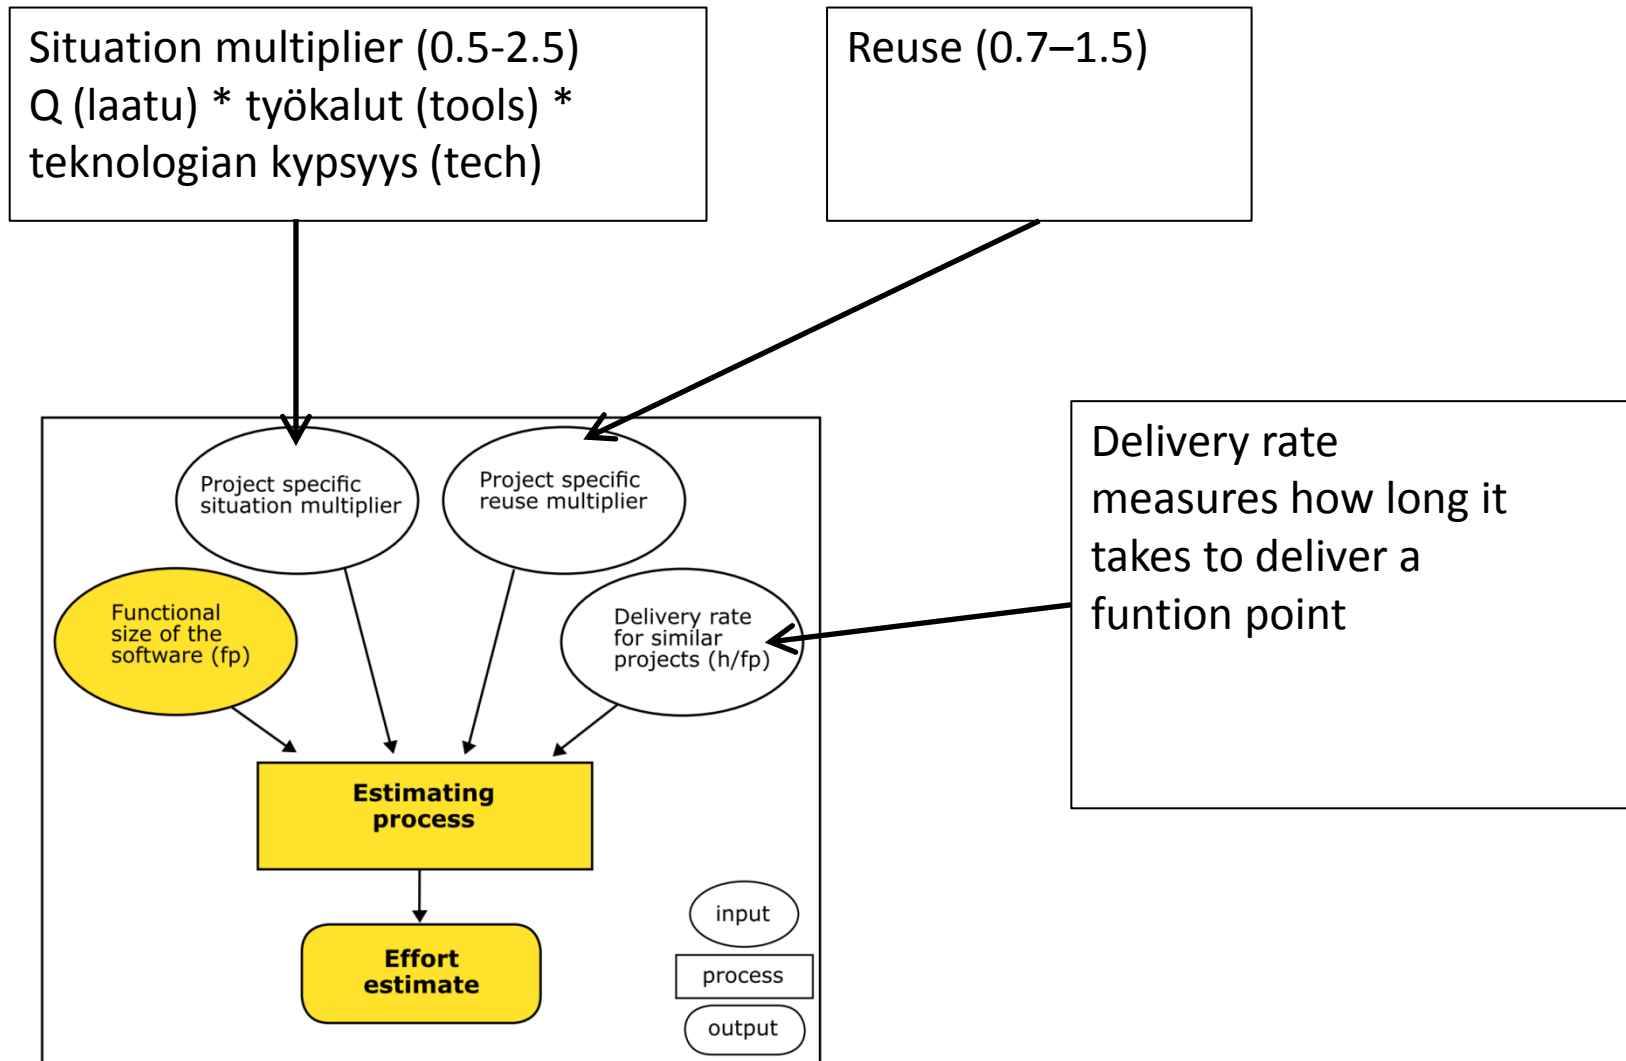 Situation multiplier (0.5-2.5)
Q (laatu) * työkalut (tools) *
teknologian kypsyys (tech)
Reuse (0.7–1.5)
Project specific
situation multiplier
Project specific
reuse multiplier
Functional
size of the
software (fp)
Delivery rate
for similar
projects (h/fp)
Delivery rate
measures how long it
takes to deliver a
funtion point
Estimating
process
Effort
estimate
input
process
output